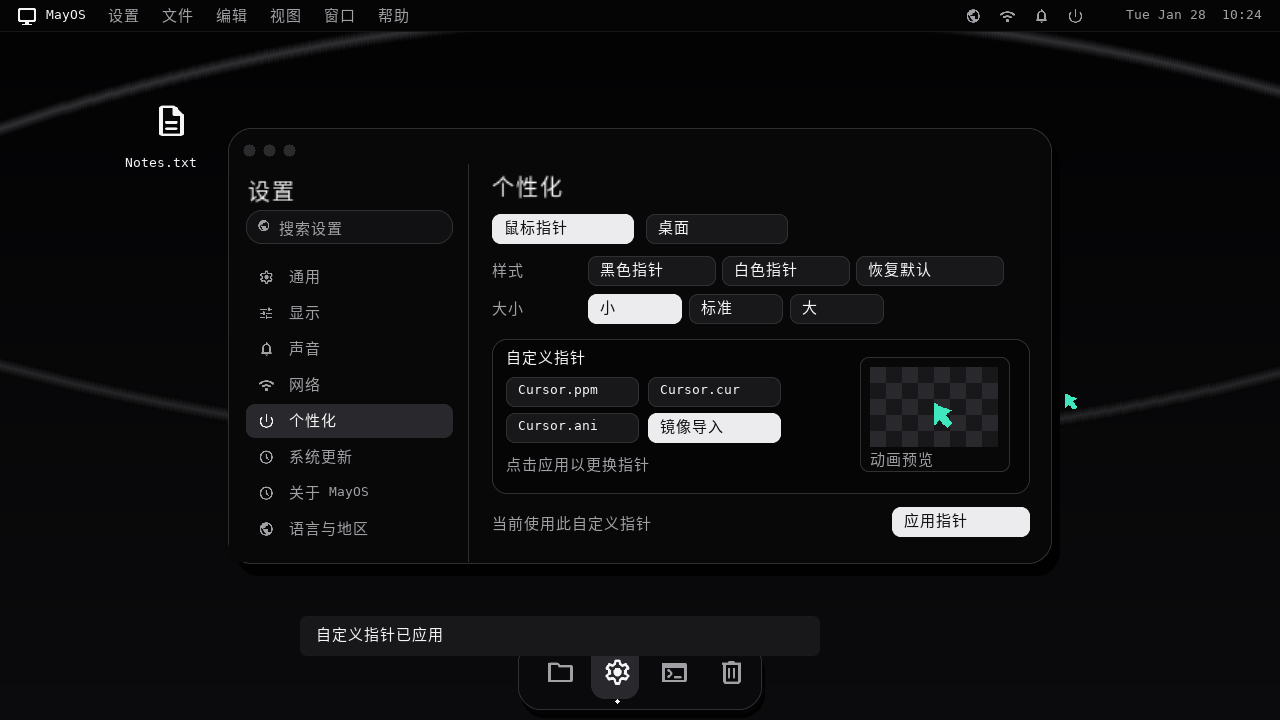 MayOS 设置 文件 编辑 视图 窗口 帮助 Tue Jan 28 10:24
Notes.txt
设置
搜索设置
通用
显示
声音
网络
个性化
系统更新
关于 MayOS
语言与地区
个性化
鼠标指针 桌面
样式 黑色指针 白色指针 恢复默认
大小 小 标准 大
自定义指针
Cursor.ppm Cursor.cur
Cursor.ani 镜像导入
点击应用以更换指针
动画预览
当前使用此自定义指针 应用指针
自定义指针已应用